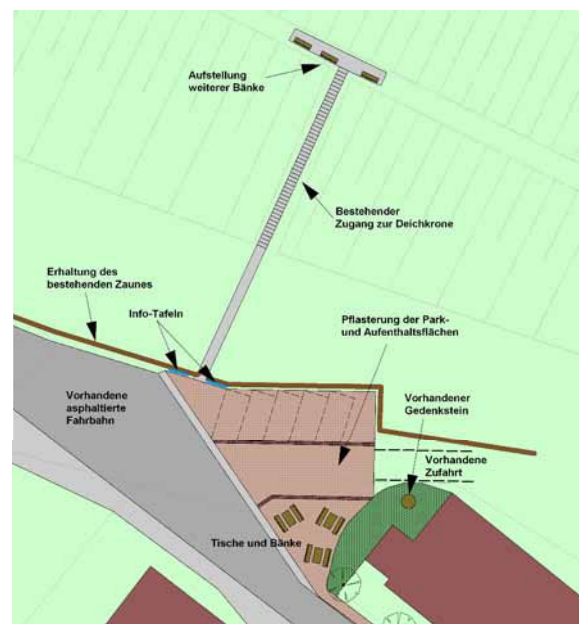 Aufstellung
weiterer Bänke
Bestehender
Zugang zur Deichkrone
Erhaltung des
bestehenden Zaunes
Info-Tafeln
Pflasterung der Park-
und Aufenthaltsflächen
Vorhandene
asphaltierte
Fahrbahn
Vorhandener
Gedenkstein
Vorhandene
Zufahrt
Tische und Bänke